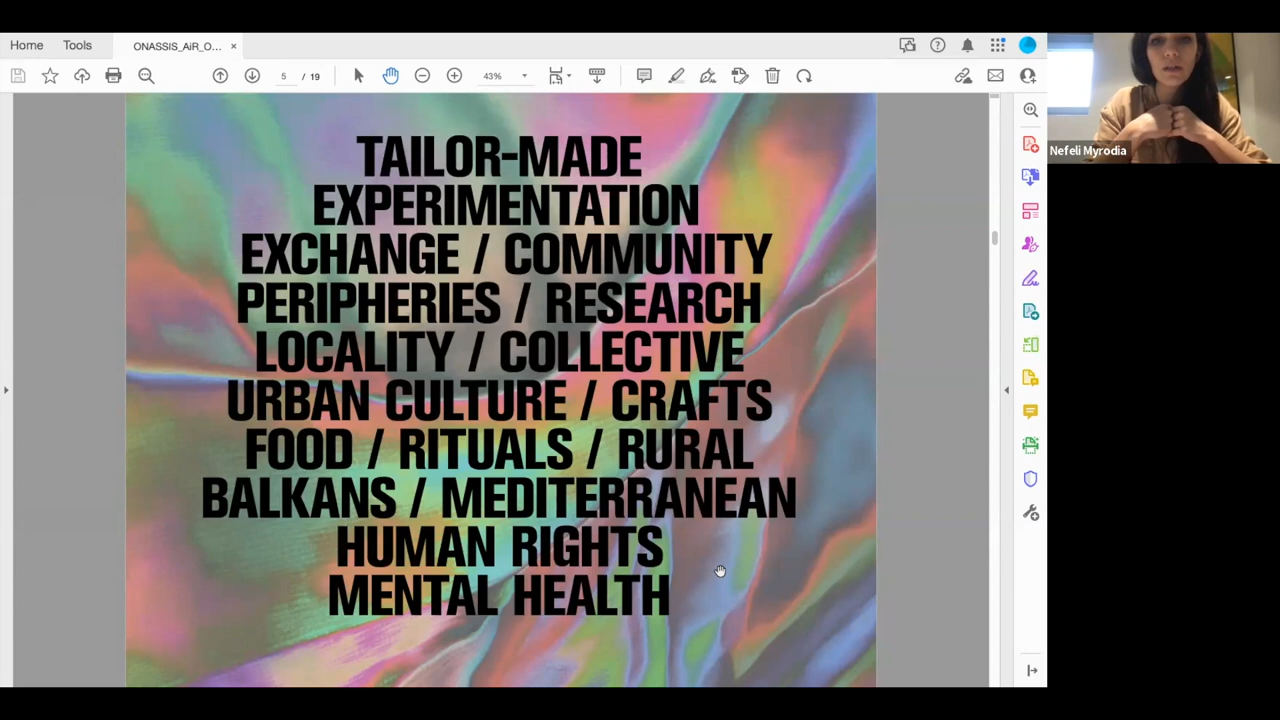 Home
Tools
ONASSIS_AiR_O...
×
5 / 19
43%
TAILOR-MADE
EXPERIMENTATION
EXCHANGE / COMMUNITY
PERIPHERIES / RESEARCH
LOCALITY / COLLECTIVE
URBAN CULTURE / CRAFTS
FOOD / RITUALS / RURAL
BALKANS / MEDITERRANEAN
HUMAN RIGHTS
MENTAL HEALTH
Nefeli Myrodia